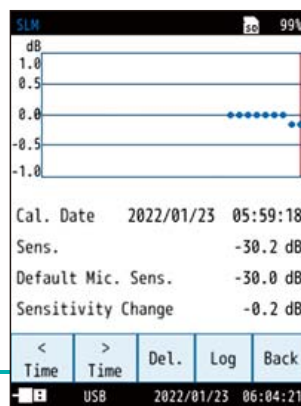 SLM SD 99%
dB
1.0
0.5
0.0
-0.5
-1.0
Cal. Date 2022/01/23 05:59:18
Sens. -30.2 dB
Default Mic. Sens. -30.0 dB
Sensitivity Change -0.2 dB
< Time > Time Del. Log Back
USB 2022/01/23 06:04:21